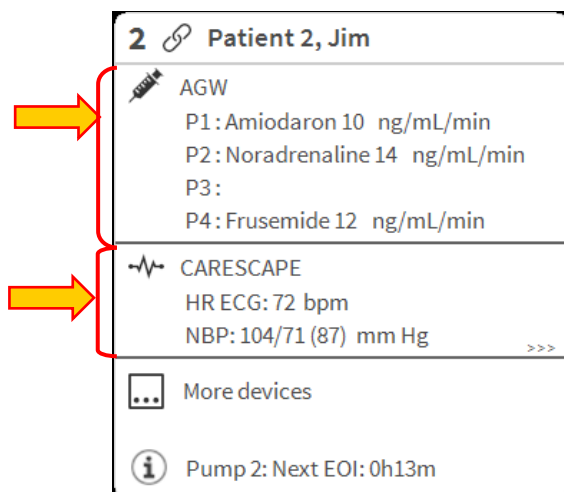 2 Patient 2, Jim
AGW
P1: Amiodaron 10 ng/mL/min
P2: Noradrenaline 14 ng/mL/min
P3:
P4: Frusemide 12 ng/mL/min
CARESCAPE
HR ECG: 72 bpm
NBP: 104/71 (87) mm Hg
>>>
More devices
Pump 2: Next EOI: 0h13m